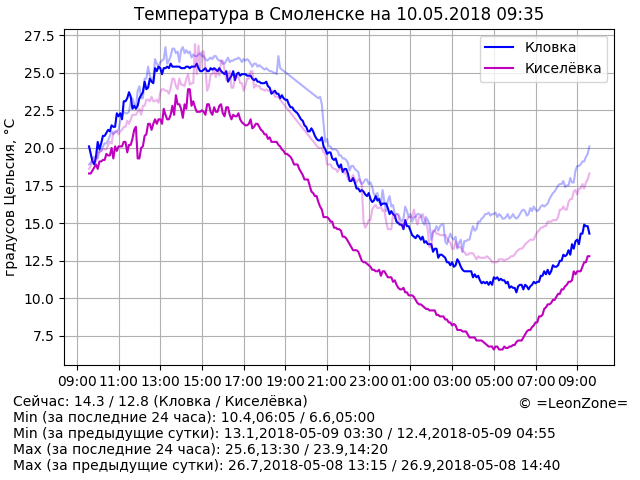 Температура в Смоленске на 10.05.2018 09:35
градусов Цельсия, °C
27.5
25.0
22.5
20.0
17.5
15.0
12.5
10.0
7.5
Кловка
Киселёвка
09:00 11:00 13:00 15:00 17:00 19:00 21:00 23:00 01:00 03:00 05:00 07:00 09:00
Сейчас: 14.3 / 12.8 (Кловка / Киселёвка)
© =LeonZone=
Min (за последние 24 часа): 10.4,06:05 / 6.6,05:00
Min (за предыдущие сутки): 13.1,2018-05-09 03:30 / 12.4,2018-05-09 04:55
Max (за последние 24 часа): 25.6,13:30 / 23.9,14:20
Max (за предыдущие сутки): 26.7,2018-05-08 13:15 / 26.9,2018-05-08 14:40